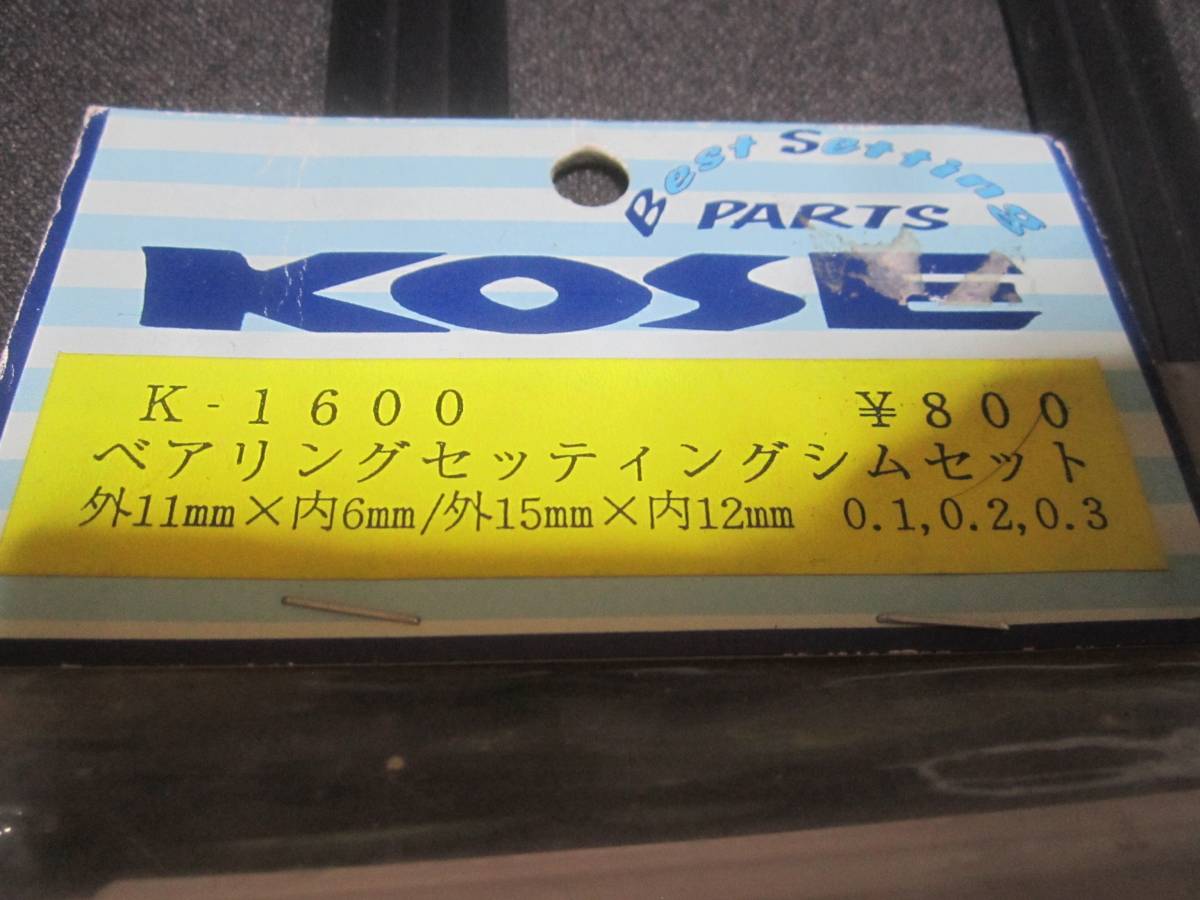 Best Setting
PARTS
KOSE
K-1600 ¥800
ベアリングセッティングシムセット
外11mm×内6mm/外15mm×内12mm 0.1,0.2,0.3